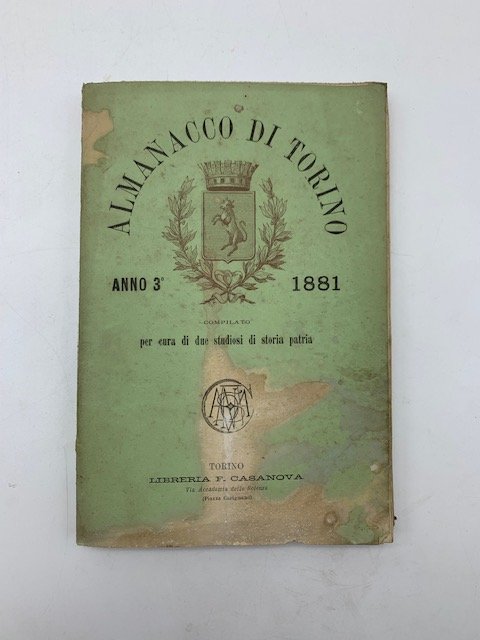 ALMANACCO DI TORINO
ANNO 3° 1881
COMPILATO
per cura di due studiosi di storia patria
TORINO
LIBRERIA F. CASANOVA
Via Accademia delle Scienze
(Piazza Carignano)